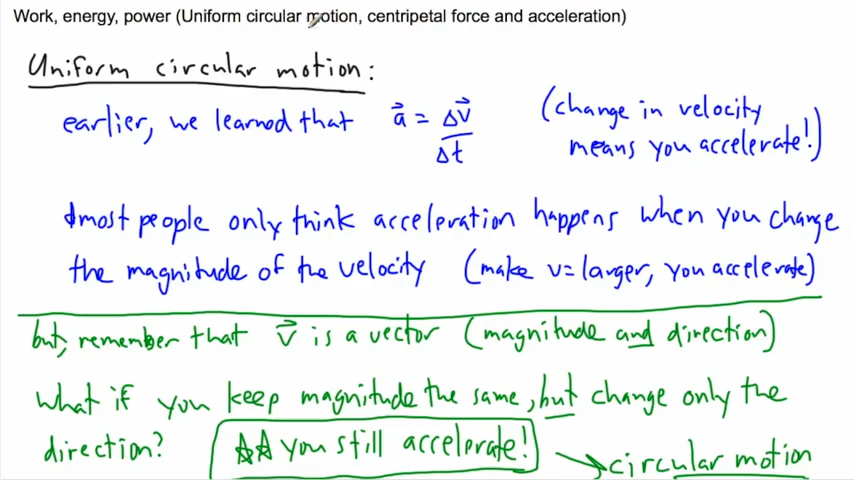 Work, energy, power (Uniform circular motion, centripetal force and acceleration)
Uniform circular motion:
earlier, we learned that a⃗ = Δv⃗/Δt (change in velocity
means you accelerate!)
most people only think acceleration happens when you change
the magnitude of the velocity (make v=larger, you accelerate)
but, remember that v⃗ is a vector (magnitude and direction)
What if you keep magnitude the same, but change only the
direction? ☆☆ you still accelerate! → circular motion